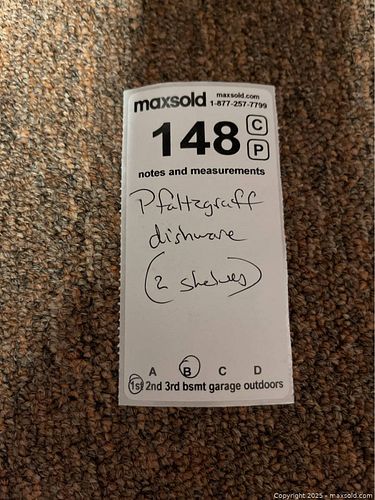 maxsold maxsold.com
1-877-257-7799
148 C
P
notes and measurements
Pfaltzgraff
dishware
(2 shelves)
A B C D
1st 2nd 3rd bsmt garage outdoors
Copyright 2025 - maxsold.com